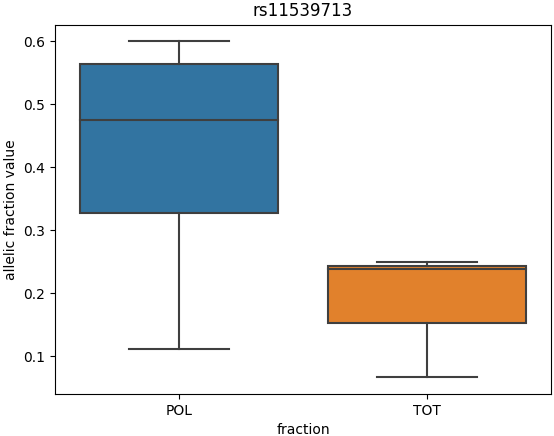 rs11539713
0.6
0.5
0.4
0.3
0.2
0.1
allelic fraction value
POL
TOT
fraction